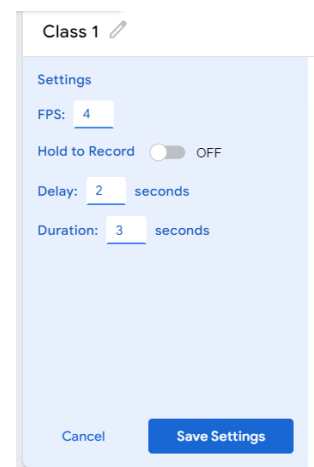 Class 1
Settings
FPS: 4
Hold to Record OFF
Delay: 2 seconds
Duration: 3 seconds
Cancel Save Settings